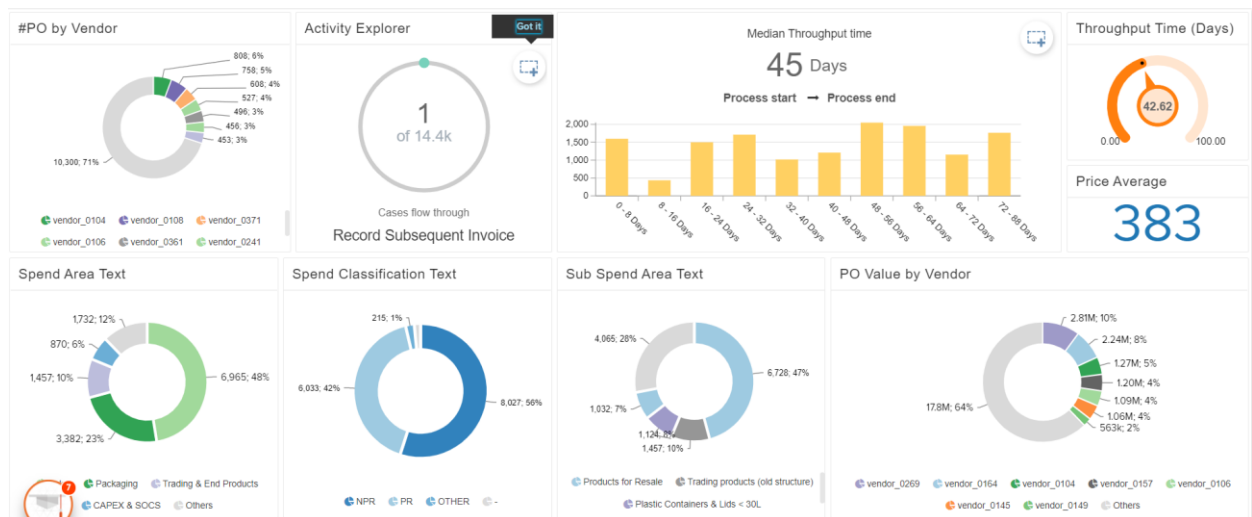 #PO by Vendor
808; 6%
758; 5%
608; 4%
527; 4%
496; 3%
456; 3%
453; 3%
10,300; 71%
vendor_0104 vendor_0108 vendor_0371
vendor_0106 vendor_0361 vendor_0241
Activity Explorer
Got it
1
of 14.4k
Cases flow through
Record Subsequent Invoice
Median Throughput time
45 Days
Process start → Process end
2,000
1,500
1,000
500
0
0 - 8 Days
8 - 16 Days
16 - 24 Days
24 - 32 Days
32 - 40 Days
40 - 48 Days
48 - 56 Days
56 - 64 Days
64 - 72 Days
72 - 88 Days
Throughput Time (Days)
42.62
0.00 100.00
Price Average
383
Spend Area Text
1,732; 12%
870; 6%
1,457; 10%
6,965; 48%
3,382; 23%
Packaging Trading & End Products
7
CAPEX & SOCS Others
Spend Classification Text
215; 1%
6,033; 42%
8,027; 56%
NPR PR OTHER -
Sub Spend Area Text
4,065; 28%
6,728; 47%
1,032; 7%
1,124; 8%
1,457; 10%
Products for Resale Trading products (old structure)
Plastic Containers & Lids < 30L
PO Value by Vendor
2.81M; 10%
2.24M; 8%
1.27M; 5%
1.20M; 4%
1.09M; 4%
1.06M; 4%
563k; 2%
17.8M; 64%
vendor_0269 vendor_0164 vendor_0104 vendor_0157 vendor_0106
vendor_0145 vendor_0149 Others